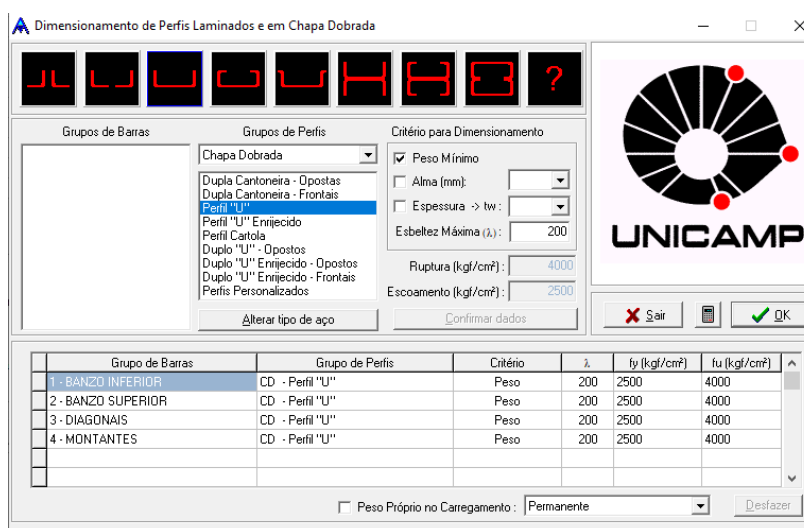 Dimensionamento de Perfis Laminados e em Chapa Dobrada
?
Grupos de Barras
Grupos de Perfis
Chapa Dobrada
Dupla Cantoneira - Opostas
Dupla Cantoneira - Frontais
Perfil "U"
Perfil "U" Enrijecido
Perfil Cartola
Duplo "U" - Opostos
Duplo "U" Enrijecido - Opostos
Duplo "U" Enrijecido - Frontais
Perfis Personalizados
Alterar tipo de aço
Critério para Dimensionamento
Peso Mínimo
Alma (mm):
Espessura -> tw :
Esbeltez Máxima (λ) : 200
Ruptura (kgf/cm²) : 4000
Escoamento (kgf/cm²) : 2500
Confirmar dados
UNICAMP
Sair
OK
Grupo de Barras Grupo de Perfis Critério λ fy (kgf/cm²) fu (kgf/cm²)
1 - BANZO INFERIOR CD - Perfil "U" Peso 200 2500 4000
2 - BANZO SUPERIOR CD - Perfil "U" Peso 200 2500 4000
3 - DIAGONAIS CD - Perfil "U" Peso 200 2500 4000
4 - MONTANTES CD - Perfil "U" Peso 200 2500 4000
Peso Próprio no Carregamento : Permanente
Desfazer